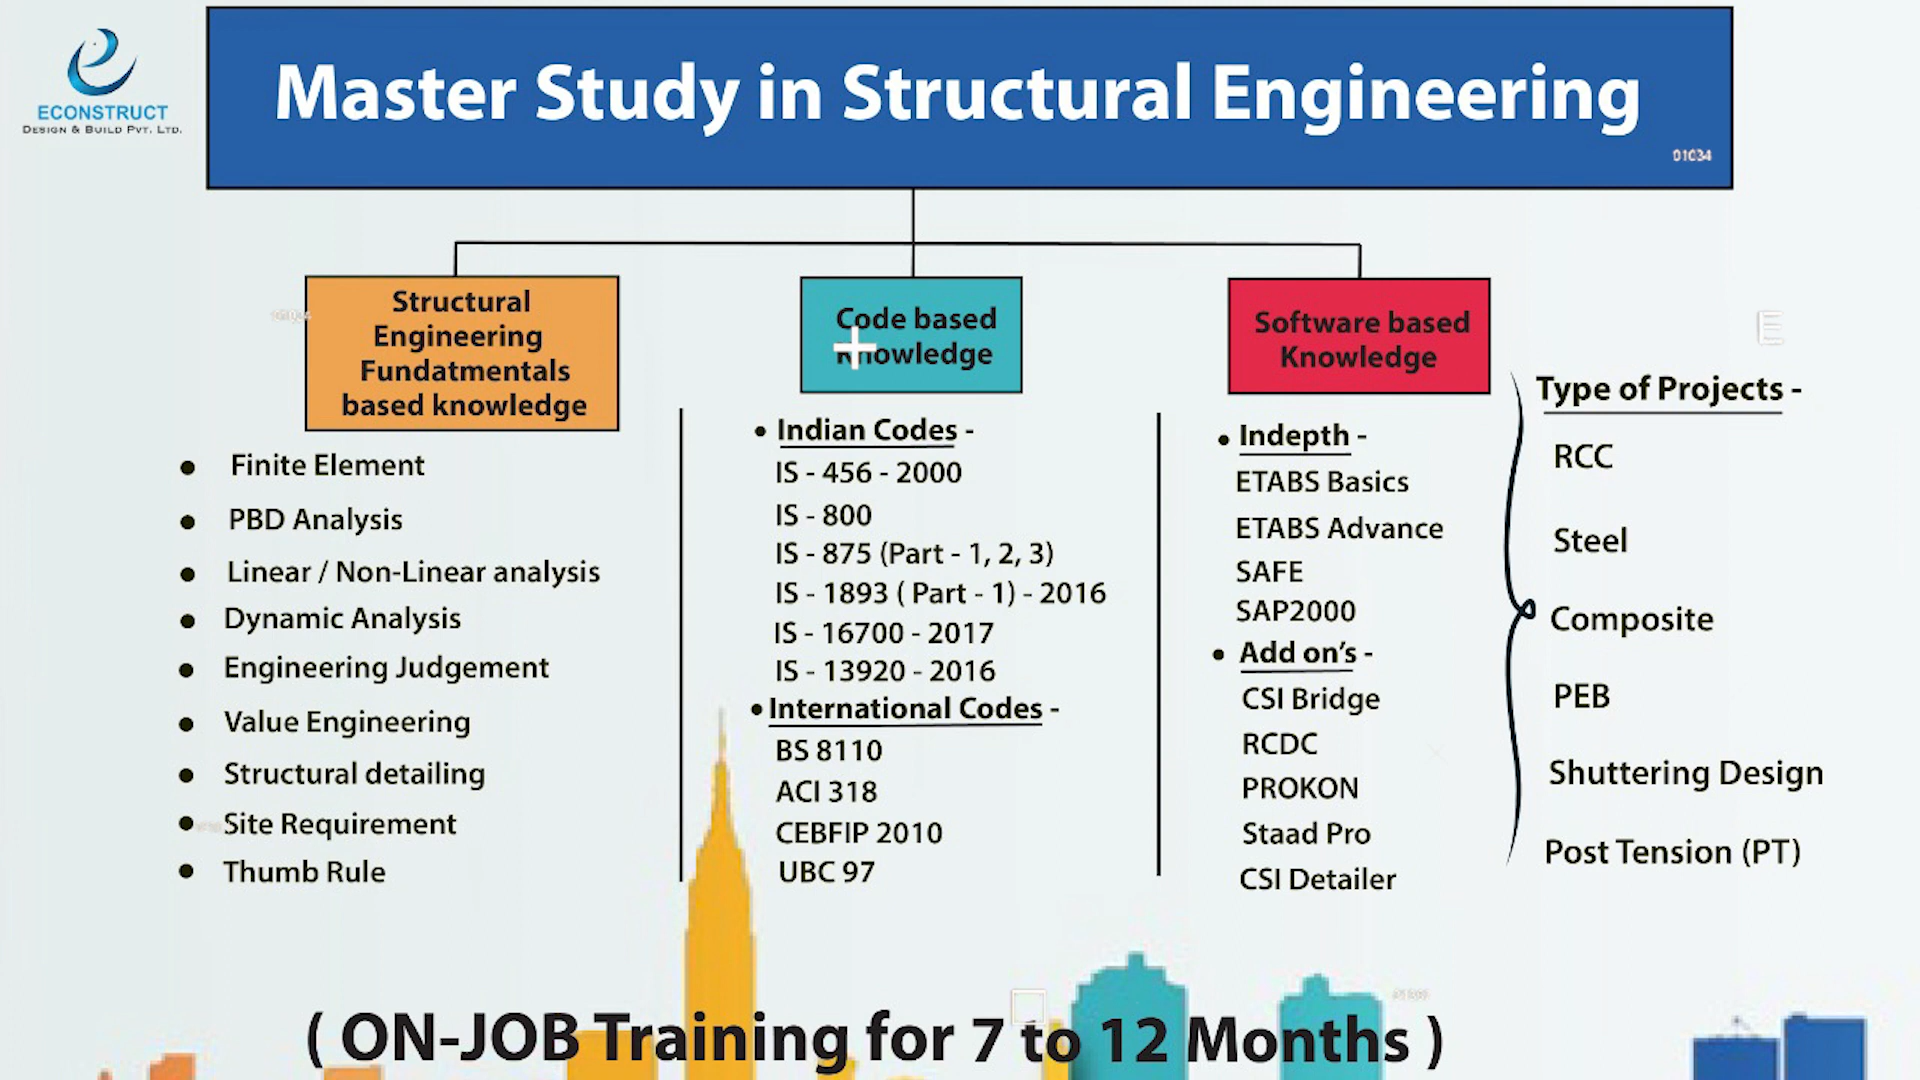 ECONSTRUCT
DESIGN & BUILD PVT. LTD.
Master Study in Structural Engineering
01034
Structural
Engineering
Fundatmentals
based knowledge
Finite Element
PBD Analysis
Linear / Non-Linear analysis
Dynamic Analysis
Engineering Judgement
Value Engineering
Structural detailing
Site Requirement
Thumb Rule
Code based
Knowledge
Indian Codes -
IS - 456 - 2000
IS - 800
IS - 875 (Part - 1, 2, 3)
IS - 1893 ( Part - 1) - 2016
IS - 16700 - 2017
IS - 13920 - 2016
International Codes -
BS 8110
ACI 318
CEBFIP 2010
UBC 97
Software based
Knowledge
Indepth -
ETABS Basics
ETABS Advance
SAFE
SAP2000
Add on's -
CSI Bridge
RCDC
PROKON
Staad Pro
CSI Detailer
E
Type of Projects -
RCC
Steel
Composite
PEB
Shuttering Design
Post Tension (PT)
( ON-JOB Training for 7 to 12 Months )